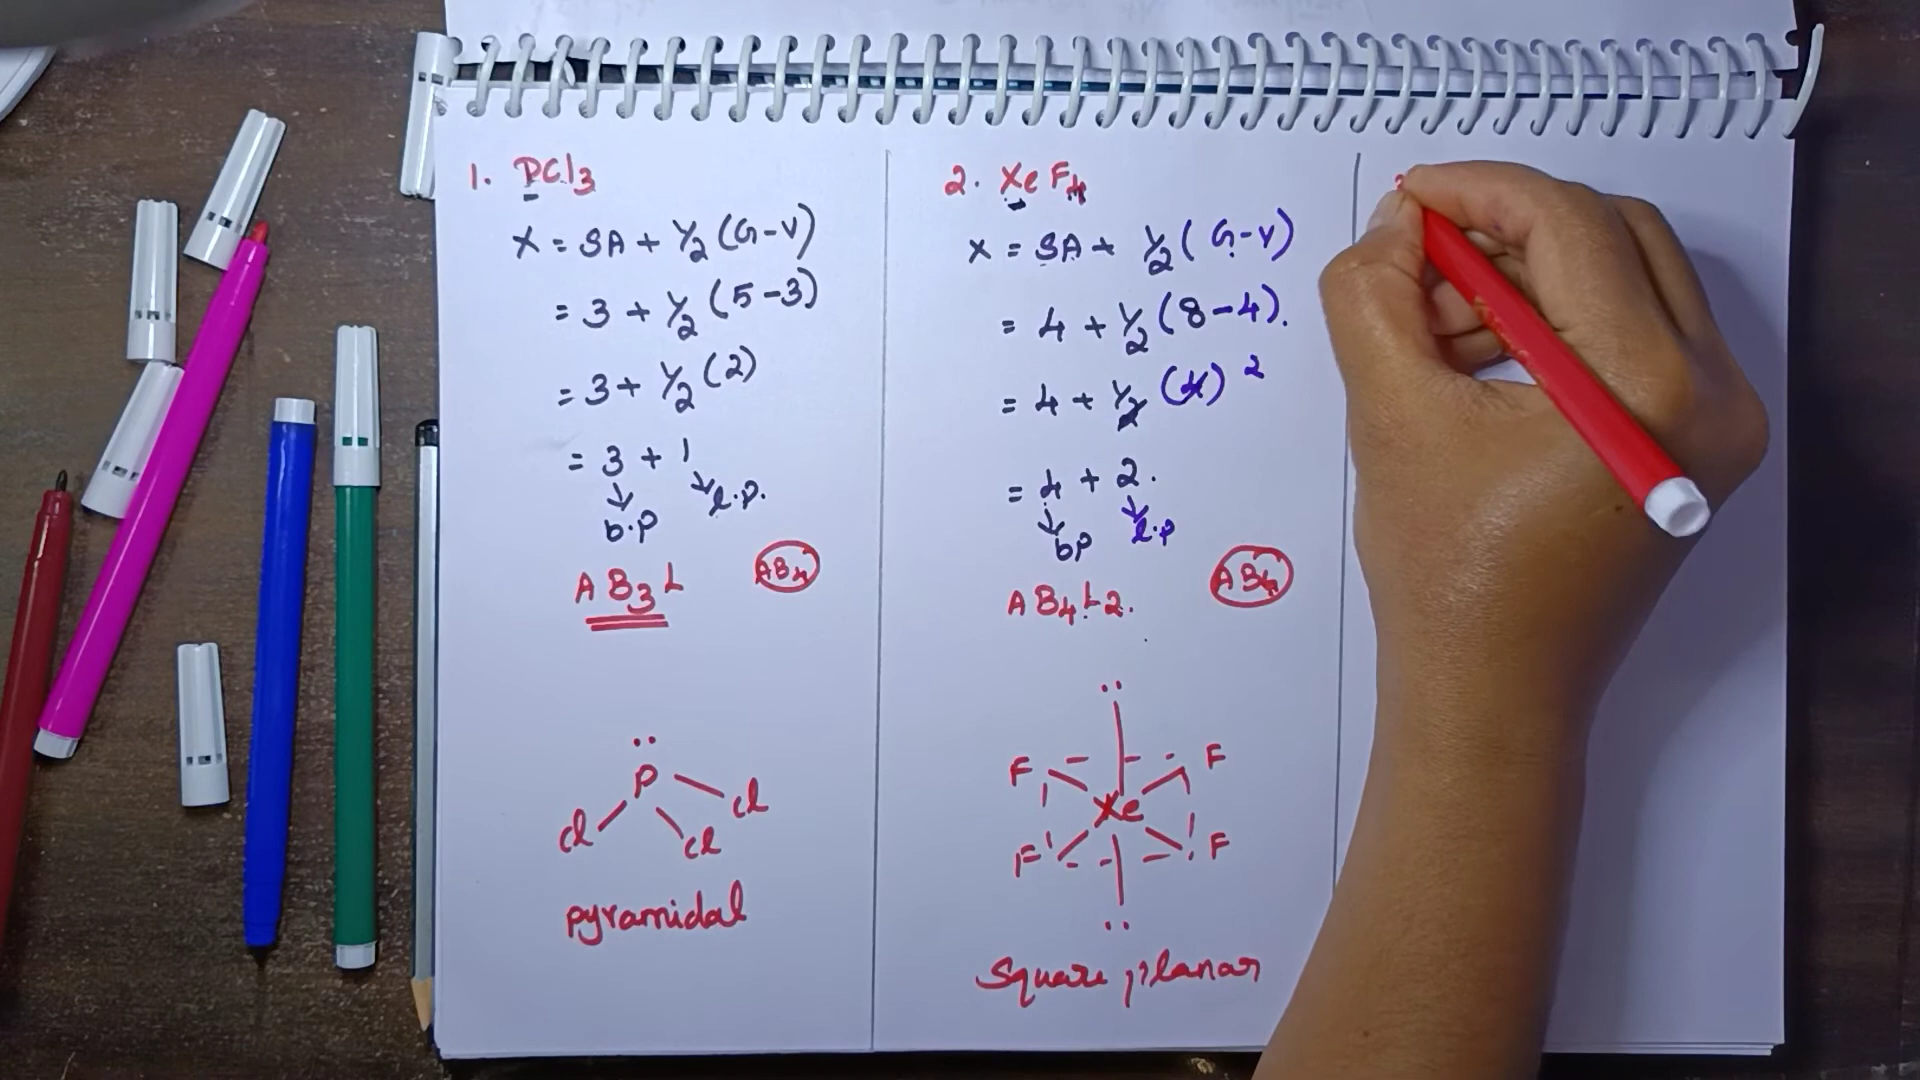 1. PCl3
X = SA + 1/2 (G-V)
= 3 + 1/2 (5-3)
= 3 + 1/2 (2)
= 3 + 1
b.p l.p.
AB3L AB4
P
Cl Cl Cl
pyramidal
2. XeF4
X = SA + 1/2 (G-V)
= 4 + 1/2 (8-4).
= 4 + 1/2 (4) 2
= 4 + 2.
bp l.p
AB4L2.
F F
Xe
F F
Square planar